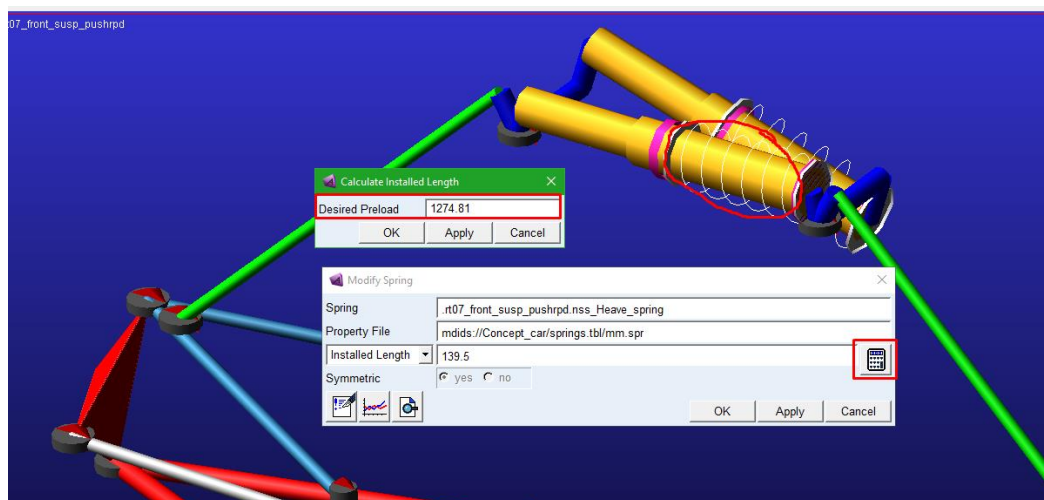 07_front_susp_pushrpd
Calculate Installed Length
Desired Preload 1274.81
OK Apply Cancel
Modify Spring
Spring .rt07_front_susp_pushrpd.nss_Heave_spring
Property File mdids://Concept_car/springs.tbl/mm.spr
Installed Length 139.5
Symmetric yes no
OK Apply Cancel